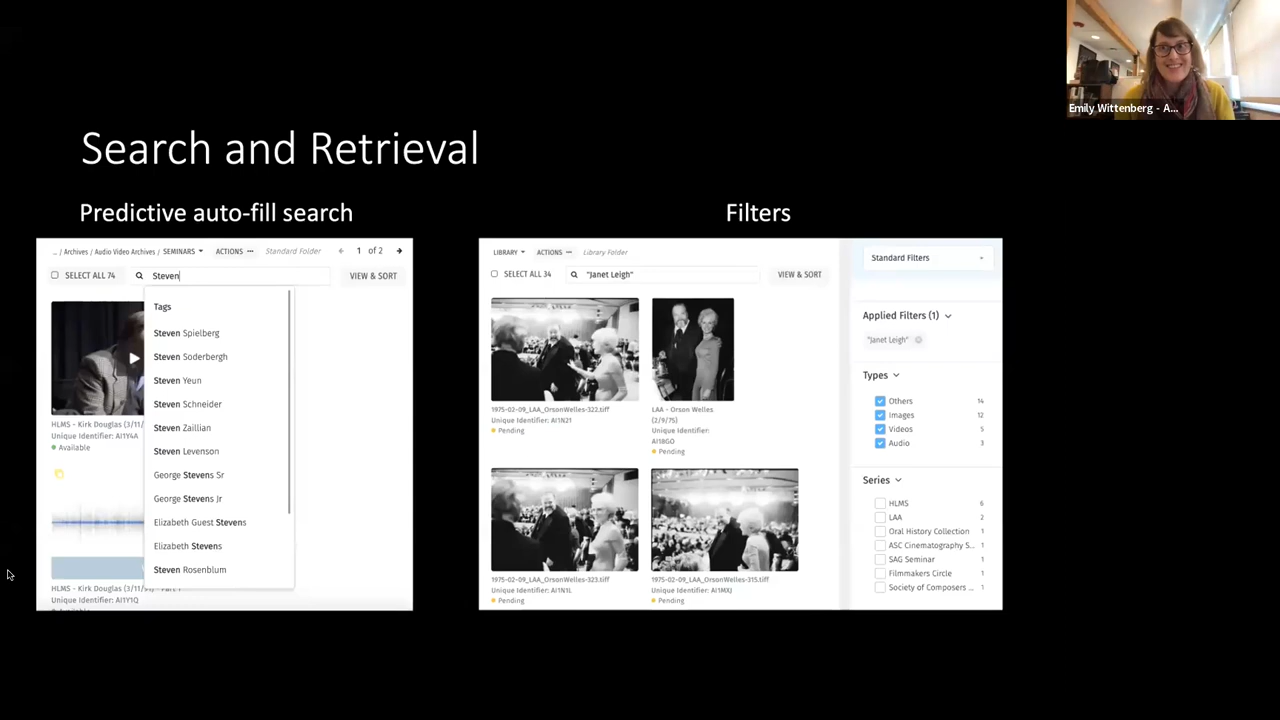 Emily Wittenberg - A...
Search and Retrieval
Predictive auto-fill search
... / Archives / Audio Video Archives / SEMINARS
ACTIONS ...
Standard Folder
1 of 2
SELECT ALL 74
Steven
VIEW & SORT
Tags
Steven Spielberg
Steven Soderbergh
Steven Yeun
Steven Schneider
Steven Zaillian
Steven Levenson
George Stevens Sr
George Stevens Jr
Elizabeth Guest Stevens
Elizabeth Stevens
Steven Rosenblum
HLMS - Kirk Douglas (3/11/
Unique Identifier: AI1Y4A
Available
HLMS - Kirk Douglas (3/11/
Unique Identifier: AI1Y1Q
Filters
LIBRARY
ACTIONS ...
Library Folder
SELECT ALL 34
"Janet Leigh"
VIEW & SORT
1975-02-09_LAA_OrsonWelles-322.tiff
Unique Identifier: AI1N21
Pending
LAA - Orson Welles
(2/9/75)
Unique Identifier:
AI18GO
Pending
1975-02-09_LAA_OrsonWelles-323.tiff
Unique Identifier: AI1N1L
Pending
1975-02-09_LAA_OrsonWelles-315.tiff
Unique Identifier: AI1MXJ
Pending
Standard Filters
Applied Filters (1)
"Janet Leigh"
Types
Others 14
Images 12
Videos 5
Audio 3
Series
HLMS 6
LAA 2
Oral History Collection 1
ASC Cinematography S... 1
SAG Seminar 1
Filmmakers Circle 1
Society of Composers ... 1